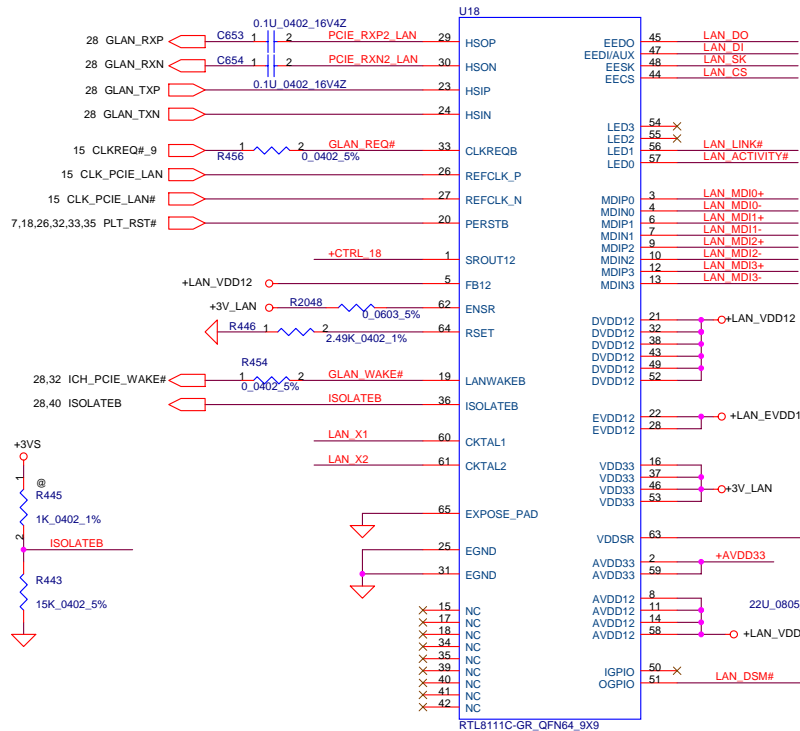 U18
0.1U_0402_16V4Z
28 GLAN_RXP C653 1 2 PCIE_RXP2_LAN 29 HSOP EEDO 45 LAN_DO
EEDI/AUX 47 LAN_DI
28 GLAN_RXN C654 1 2 PCIE_RXN2_LAN 30 HSON EESK 48 LAN_SK
EECS 44 LAN_CS
0.1U_0402_16V4Z
28 GLAN_TXP 23 HSIP
28 GLAN_TXN 24 HSIN
LED3 54
LED2 55
15 CLKREQ#_9 R456 1 2 GLAN_REQ# 33 CLKREQB LED1 56 LAN_LINK#
0_0402_5% LED0 57 LAN_ACTIVITY#
15 CLK_PCIE_LAN 26 REFCLK_P
15 CLK_PCIE_LAN# 27 REFCLK_N MDIP0 3 LAN_MDI0+
MDIN0 4 LAN_MDI0-
7,18,26,32,33,35 PLT_RST# 20 PERSTB MDIP1 6 LAN_MDI1+
MDIN1 7 LAN_MDI1-
MDIP2 9 LAN_MDI2+
+CTRL_18 1 SROUT12 MDIN2 10 LAN_MDI2-
MDIP3 12 LAN_MDI3+
+LAN_VDD12 5 FB12 MDIN3 13 LAN_MDI3-
+3V_LAN R2048 0_0603_5% 62 ENSR
DVDD12 21 +LAN_VDD12
R446 1 2 2.49K_0402_1% 64 RSET DVDD12 32
DVDD12 38
DVDD12 43
DVDD12 49
DVDD12 52
R454
28,32 ICH_PCIE_WAKE# 1 2 GLAN_WAKE# 19 LANWAKEB
0_0402_5%
28,40 ISOLATEB ISOLATEB 36 ISOLATEB
EVDD12 22 +LAN_EVDD1
EVDD12 28
LAN_X1 60 CKTAL1
LAN_X2 61 CKTAL2
VDD33 16
VDD33 37
VDD33 46 +3V_LAN
VDD33 53
+3VS
1 @
R445
1K_0402_1%
2
ISOLATEB
R443
15K_0402_5%
65 EXPOSE_PAD
VDDSR 63
25 EGND
AVDD33 2 +AVDD33
31 EGND AVDD33 59
AVDD12 8 22U_0805
15 NC AVDD12 11
17 NC AVDD12 14
18 NC AVDD12 58 +LAN_VDD
34 NC
35 NC
39 NC IGPIO 50
40 NC OGPIO 51 LAN_DSM#
41 NC
42 NC
RTL8111C-GR_QFN64_9X9